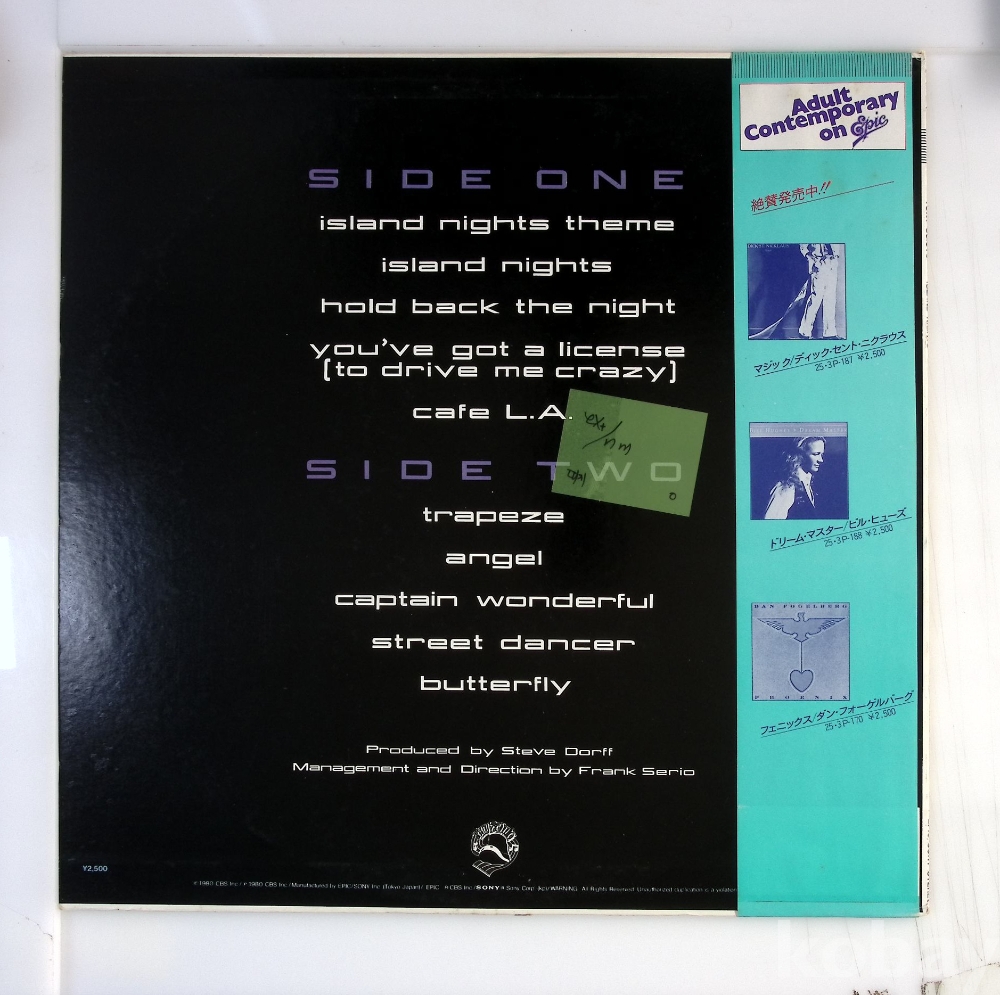 SIDE ONE
island nights theme
island nights
hold back the night
you've got a license
(to drive me crazy)
cafe L.A.
SIDE TWO
trapeze
angel
captain wonderful
street dancer
butterfly
Produced by Steve Dorff
Management and Direction by Frank Serio
¥2,500
Adult
Contemporary
on Epic
絶賛発売中!!
マジック/ディック・セント・ニクラウス
25・3P-187 ¥2,500
ドリーム・マスター/ビル・ヒューズ
25・3P-168 ¥2,500
DAN FOGELBERG
PHOENIX
フェニックス/ダン・フォーゲルバーグ
25・3P-170 ¥2,500
ext/
nm
koba